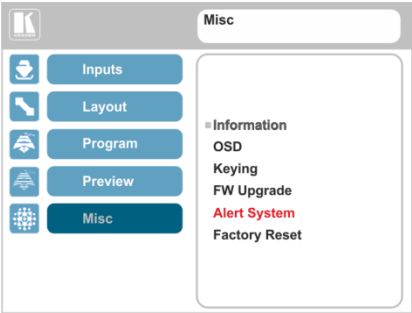 Misc
Inputs
Layout
Program
Preview
Misc
Information
OSD
Keying
FW Upgrade
Alert System
Factory Reset